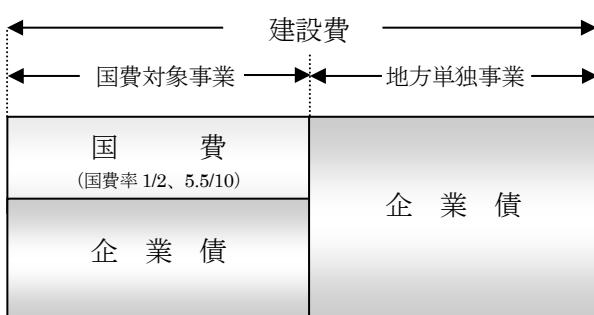 建設費
国費対象事業 地方単独事業
国 費
（国費率 1/2、5.5/10）
企 業 債
企 業 債